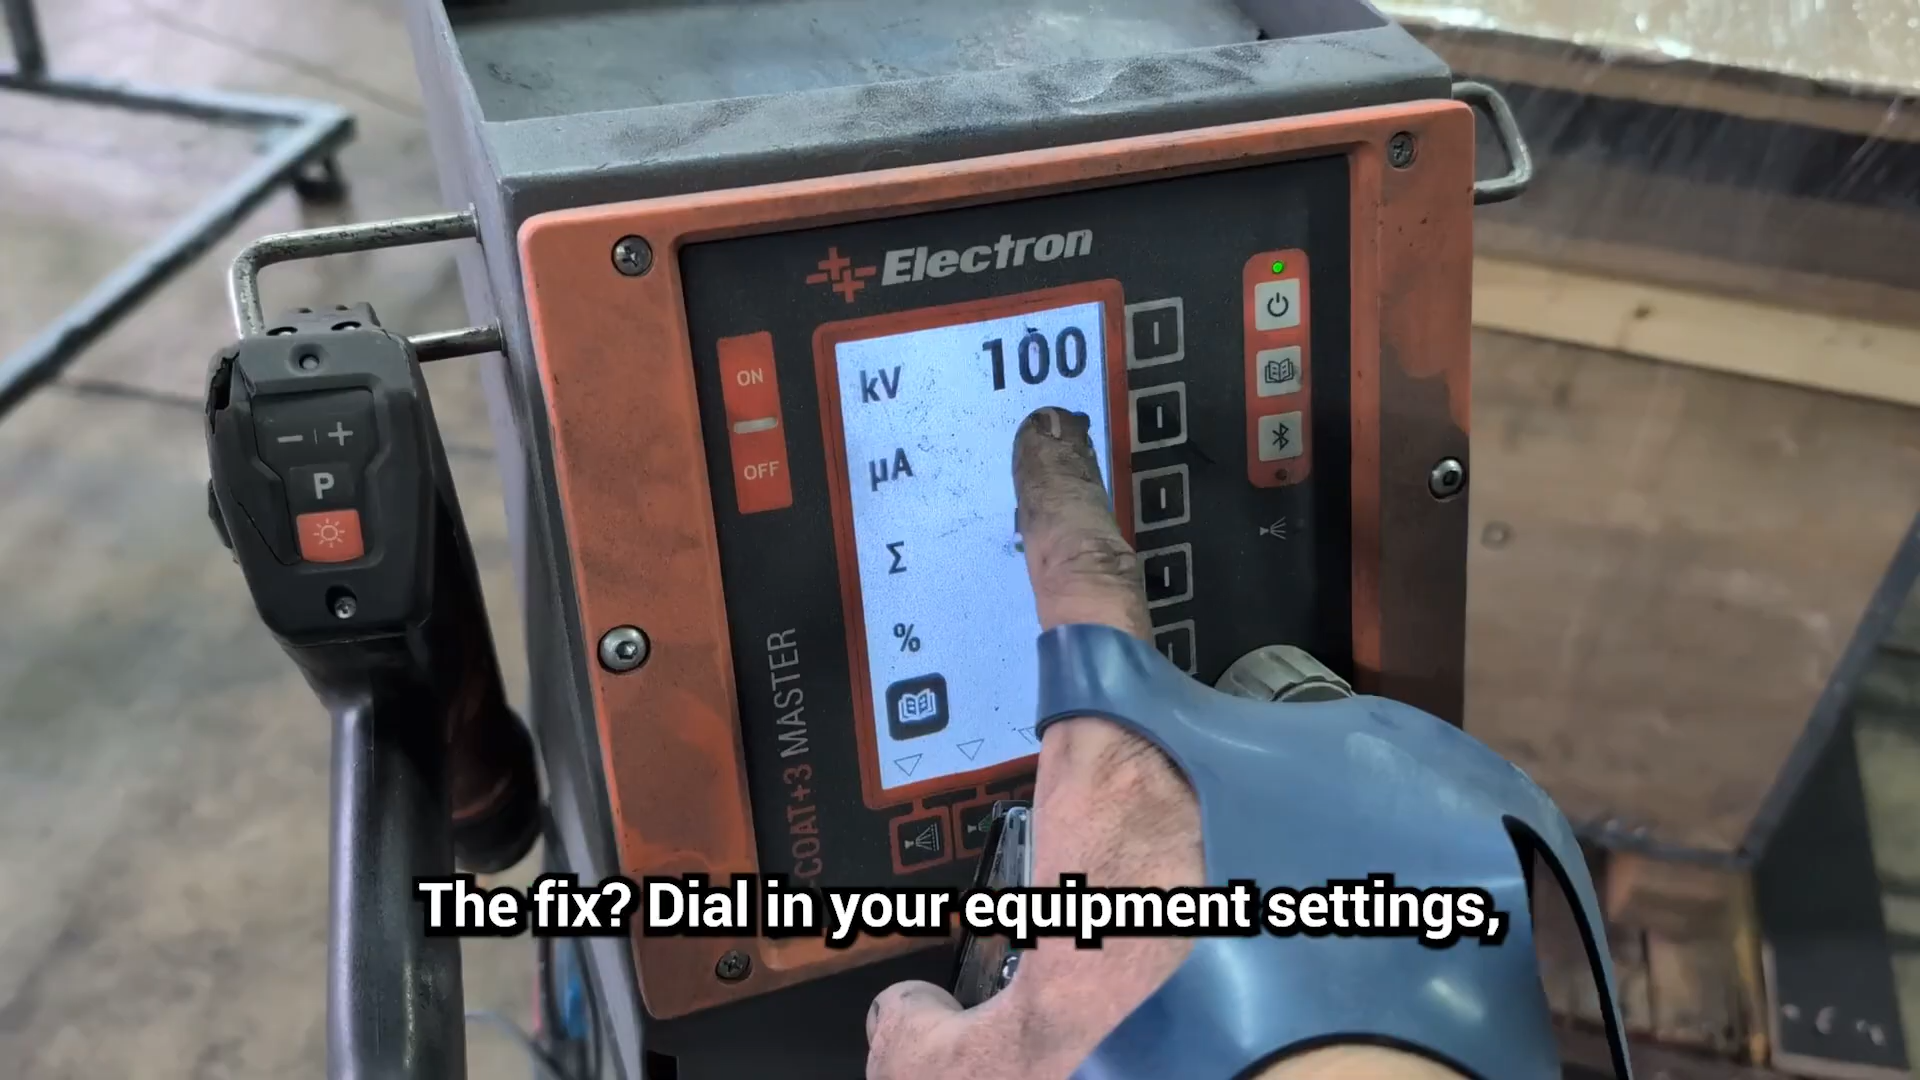 Electron
ON
OFF
kV 100
µA
Σ
%
− | +
P
COAT+3 MASTER
The fix? Dial in your equipment settings,